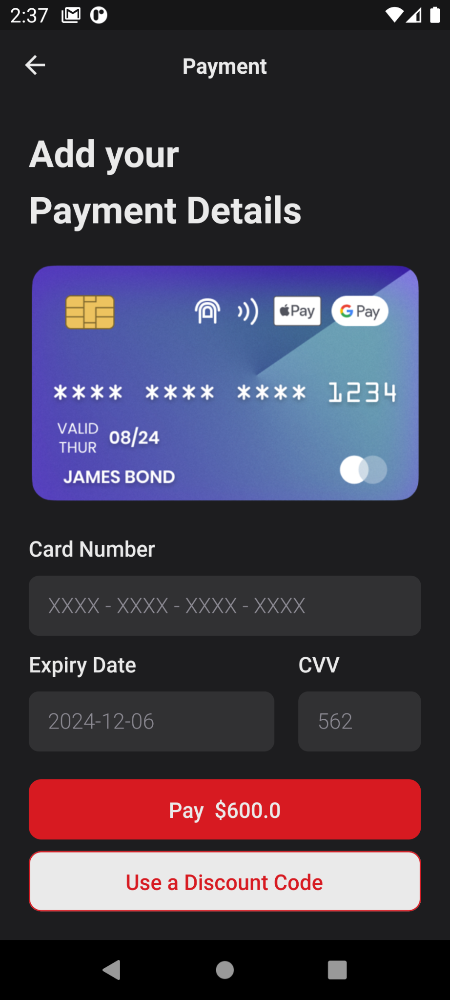 2:37
Payment
Add your
Payment Details
Pay
G Pay
**** **** **** 1234
VALID
THUR
08/24
JAMES BOND
Card Number
XXXX - XXXX - XXXX - XXXX
Expiry Date
CVV
2024-12-06
562
Pay $600.0
Use a Discount Code